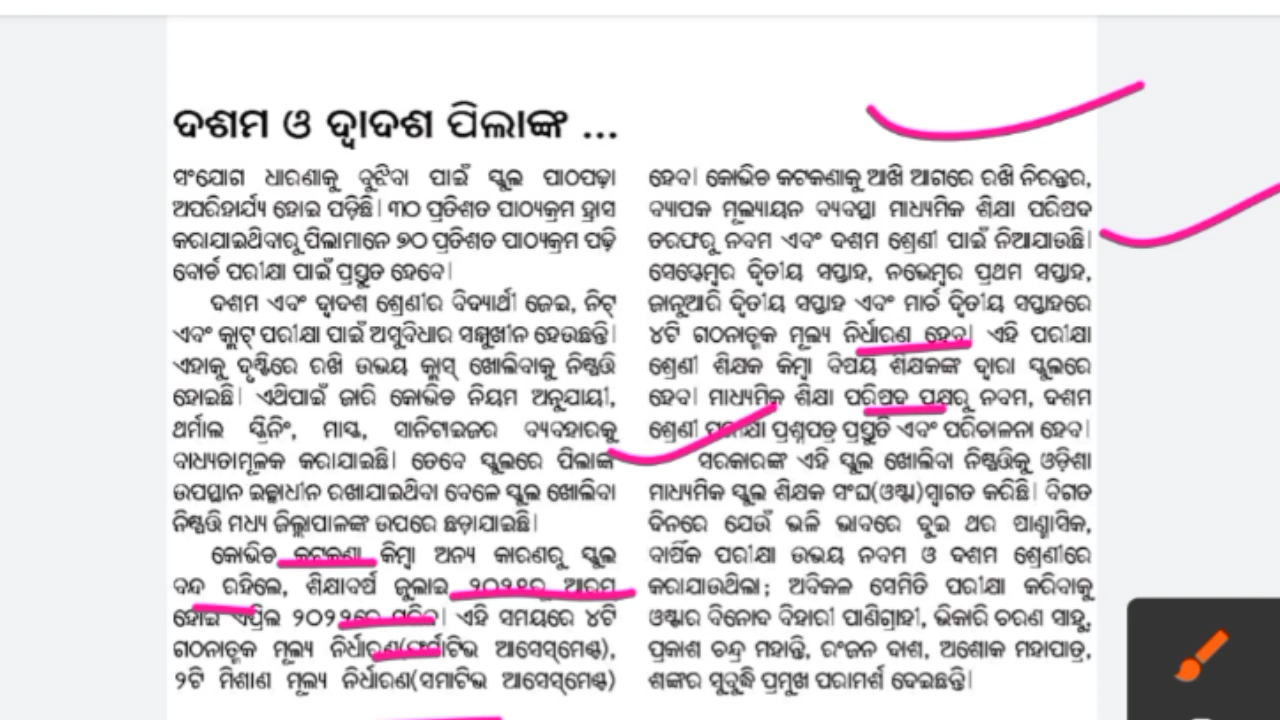 ଦଶମ ଓ ଦ୍ୱାଦଶ ପିଲାଙ୍କ ...
ସଂଯୋଗ ଧାରଣାକୁ ବୁଝିବା ପାଇଁ ସ୍କୁଲ ପାଠପଢ଼ା
ଅପରିହାର୍ଯ୍ୟ ହୋଇ ପଡ଼ିଛି। ୩୦ ପ୍ରତିଶତ ପାଠ୍ୟକ୍ରମ ହ୍ରାସ
କରାଯାଇଥିବାରୁ ପିଲାମାନେ ୭୦ ପ୍ରତିଶତ ପାଠ୍ୟକ୍ରମ ପଢ଼ି
ବୋର୍ଡ ପରୀକ୍ଷା ପାଇଁ ପ୍ରସ୍ତୁତ ହେବେ।
ଦଶମ ଏବଂ ଦ୍ୱାଦଶ ଶ୍ରେଣୀର ବିଦ୍ୟାର୍ଥୀ ଜେଇ, ନିଟ୍
ଏବଂ କ୍ଲାଟ୍ ପରୀକ୍ଷା ପାଇଁ ଅସୁବିଧାର ସମ୍ମୁଖୀନ ହେଉଛନ୍ତି।
ଏହାକୁ ଦୃଷ୍ଟିରେ ରଖି ଉଭୟ କ୍ଲାସ୍ ଖୋଲିବାକୁ ନିଷ୍ପତ୍ତି
ହୋଇଛି। ଏଥିପାଇଁ ଜାରି କୋଭିଡ ନିୟମ ଅନୁଯାୟୀ,
ଥର୍ମାଲ ସ୍କ୍ରିନିଂ, ମାସ୍କ, ସାନିଟାଇଜର ବ୍ୟବହାରକୁ
ବାଧ୍ୟତାମୂଳକ କରାଯାଇଛି। ତେବେ ସ୍କୁଲରେ ପିଲାଙ୍କ
ଉପସ୍ଥାନ ଇଚ୍ଛାଧୀନ ରଖାଯାଇଥିବା ବେଳେ ସ୍କୁଲ ଖୋଲିବା
ନିଷ୍ପତ୍ତି ମଧ୍ୟ ଜିଲ୍ଲାପାଳଙ୍କ ଉପରେ ଛଡ଼ାଯାଇଛି।
କୋଭିଡ କଟକଣା କିମ୍ବା ଅନ୍ୟ କାରଣରୁ ସ୍କୁଲ
ବନ୍ଦ ରହିଲେ, ଶିକ୍ଷାବର୍ଷ ଜୁଲାଇ ୨୦୨୧ରୁ ଆରମ୍ଭ
ହୋଇ ଏପ୍ରିଲ ୨୦୨୨ରେ ସରିବ। ଏହି ସମୟରେ ୪ଟି
ଗଠନାତ୍ମକ ମୂଲ୍ୟ ନିର୍ଧାରଣ(ଫର୍ମାଟିଭ ଆସେସ୍‌ମେଣ୍ଟ),
୨ଟି ମିଶାଣ ମୂଲ୍ୟ ନିର୍ଧାରଣ(ସମାଟିଭ ଆସେସ୍‌ମେଣ୍ଟ)
ହେବ। କୋଭିଡ କଟକଣାକୁ ଆଖି ଆଗରେ ରଖି ନିରନ୍ତର,
ବ୍ୟାପକ ମୂଲ୍ୟାୟନ ବ୍ୟବସ୍ଥା ମାଧ୍ୟମିକ ଶିକ୍ଷା ପରିଷଦ
ତରଫରୁ ନବମ ଏବଂ ଦଶମ ଶ୍ରେଣୀ ପାଇଁ ନିଆଯାଉଛି।
ସେପ୍ଟେମ୍ବର ଦ୍ୱିତୀୟ ସପ୍ତାହ, ନଭେମ୍ବର ପ୍ରଥମ ସପ୍ତାହ,
ଜାନୁଆରି ଦ୍ୱିତୀୟ ସପ୍ତାହ ଏବଂ ମାର୍ଚ୍ଚ ଦ୍ୱିତୀୟ ସପ୍ତାହରେ
୪ଟି ଗଠନାତ୍ମକ ମୂଲ୍ୟ ନିର୍ଧାରଣ ହେବ। ଏହି ପରୀକ୍ଷା
ଶ୍ରେଣୀ ଶିକ୍ଷକ କିମ୍ବା ବିଷୟ ଶିକ୍ଷକଙ୍କ ଦ୍ୱାରା ସ୍କୁଲରେ
ହେବ। ମାଧ୍ୟମିକ ଶିକ୍ଷା ପରିଷଦ ପକ୍ଷରୁ ନବମ, ଦଶମ
ଶ୍ରେଣୀ ପରୀକ୍ଷା ପ୍ରଶ୍ନପତ୍ର ପ୍ରସ୍ତୁତି ଏବଂ ପରିଚାଳନା ହେବ।
ସରକାରଙ୍କ ଏହି ସ୍କୁଲ ଖୋଲିବା ନିଷ୍ପତ୍ତିକୁ ଓଡ଼ିଶା
ମାଧ୍ୟମିକ ସ୍କୁଲ ଶିକ୍ଷକ ସଂଘ(ଓଷ୍ଟା)ସ୍ୱାଗତ କରିଛି। ବିଗତ
ଦିନରେ ଯେଉଁ ଭଳି ଭାବରେ ଦୁଇ ଥର ଷାଣ୍ମାସିକ,
ବାର୍ଷିକ ପରୀକ୍ଷା ଉଭୟ ନବମ ଓ ଦଶମ ଶ୍ରେଣୀରେ
କରାଯାଉଥିଲା; ଅବିକଳ ସେମିତି ପରୀକ୍ଷା କରିବାକୁ
ଓଷ୍ଟାର ବିନୋଦ ବିହାରୀ ପାଣିଗ୍ରାହୀ, ଭିକାରି ଚରଣ ସାହୁ,
ପ୍ରକାଶ ଚନ୍ଦ୍ର ମହାନ୍ତି, ରଂଜନ ଦାଶ, ଅଶୋକ ମହାପାତ୍ର,
ଶଙ୍କର ସୁବୁଦ୍ଧି ପ୍ରମୁଖ ପରାମର୍ଶ ଦେଇଛନ୍ତି।